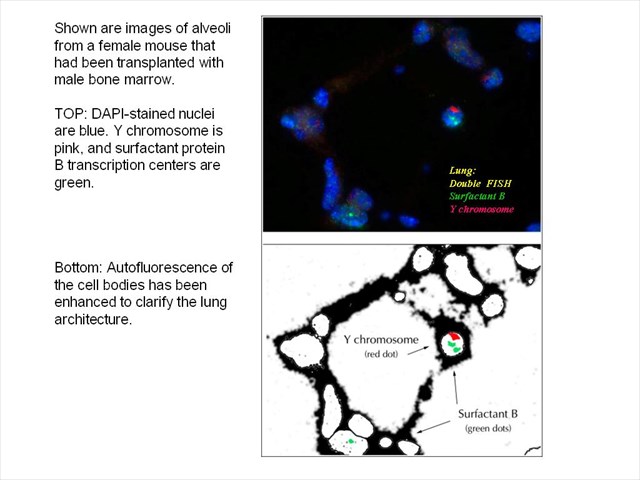 Shown are images of alveoli
from a female mouse that
had been transplanted with
male bone marrow.
TOP: DAPI-stained nuclei
are blue. Y chromosome is
pink, and surfactant protein
B transcription centers are
green.
Bottom: Autofluorescence of
the cell bodies has been
enhanced to clarify the lung
architecture.
Lung:
Double FISH
Surfactant B
Y chromosome
Y chromosome
(red dot)
Surfactant B
(green dots)